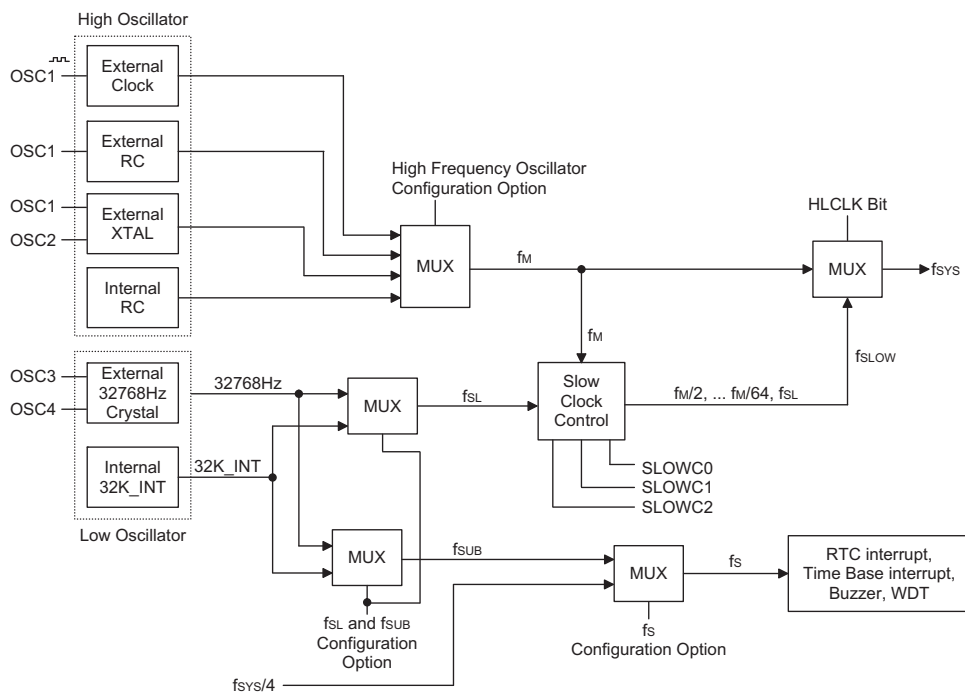 High Oscillator
OSC1
External
Clock
OSC1
External
RC
OSC1
OSC2
External
XTAL
Internal
RC
High Frequency Oscillator
Configuration Option
MUX
fM
HLCLK Bit
MUX
fSYS
fM
fSLOW
OSC3
OSC4
External
32768Hz
Crystal
32768Hz
MUX
fSL
Slow
Clock
Control
fM/2, ... fM/64, fSL
Internal
32K_INT
32K_INT
SLOWC0
SLOWC1
SLOWC2
Low Oscillator
MUX
fSUB
MUX
fS
RTC interrupt,
Time Base interrupt,
Buzzer, WDT
fSL and fSUB
Configuration
Option
fS
Configuration Option
fSYS/4